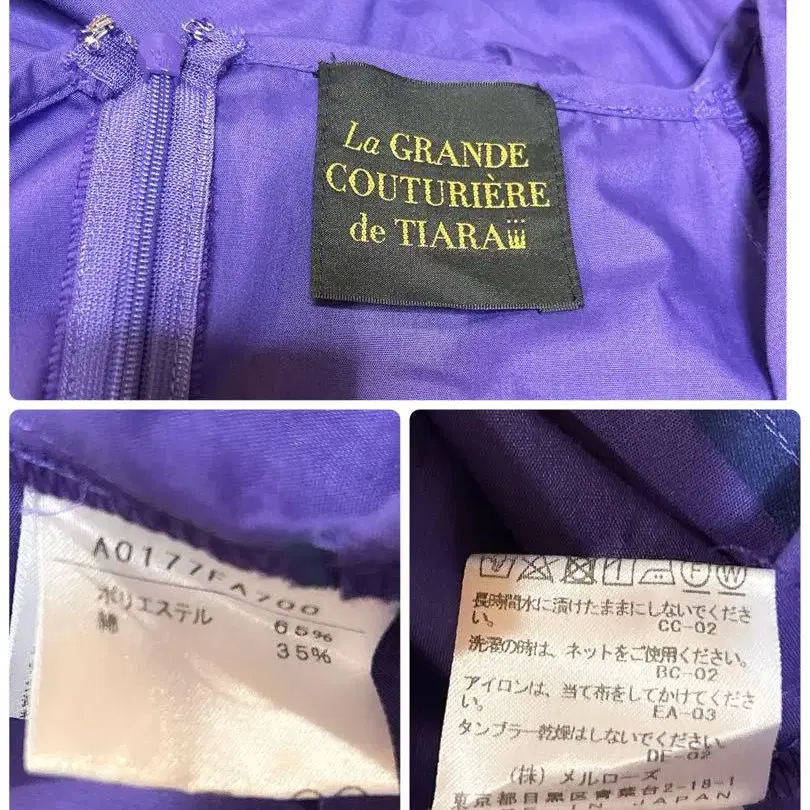 La GRANDE
COUTURIÈRE
de TIARA
A0177FA700
ポリエステル 65%
綿 35%
長時間水に漬けたままにしないでくださ
い。 CC-02
洗濯の時は、ネットをご使用ください。
BC-02
アイロンは、当て布をしてかけてくださ
い。 EA-03
タンブラー乾燥はしないでください
DF-02
(株) メルローズ
東京都目黒区青葉台2-18-1
JAPAN